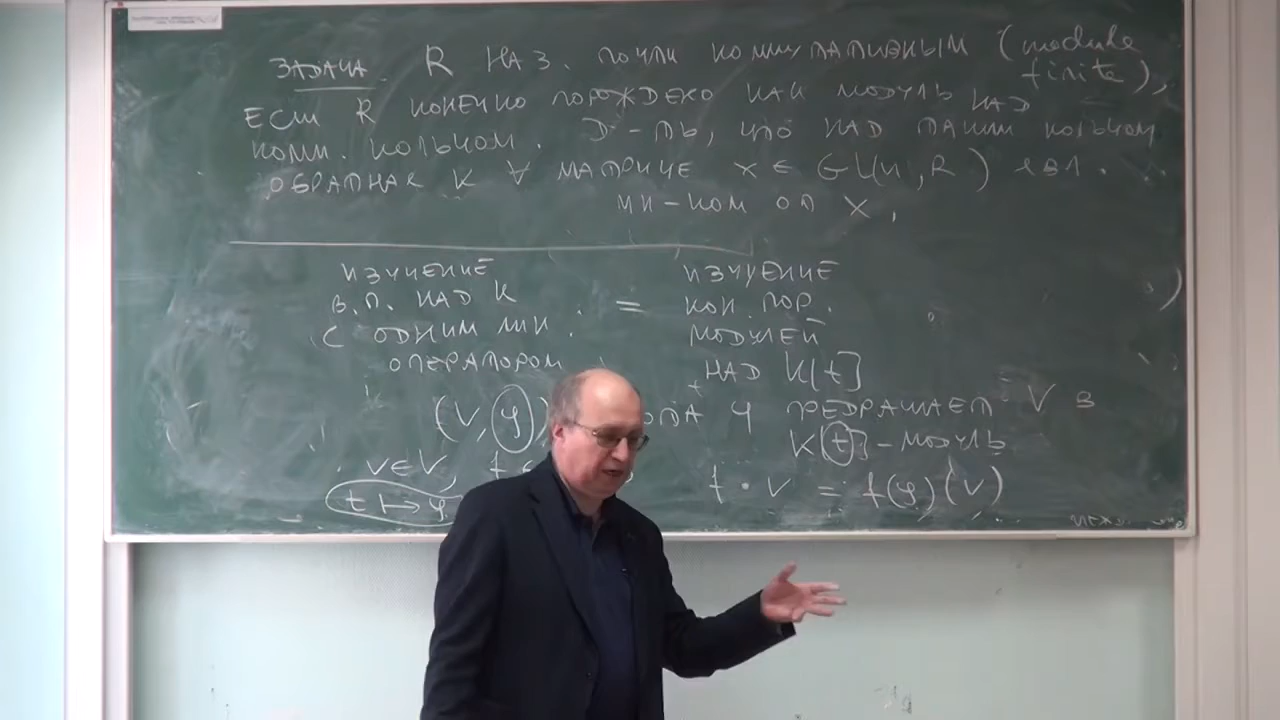 ЗАДАЧА. R НАЗ. ПОЧТИ КОММУТАТИВНЫМ (module
finite),
ЕСЛИ R КОНЕЧНО ПОРОЖДЕНО КАК МОДУЛЬ НАД
КОММ. КОЛЬЦОМ. Д-ТЬ, ЧТО НАД ТАКИМ КОЛЬЦОМ
ОБРАТНАЯ К ∀ МАТРИЦЕ X ∈ GL(n, R) ЯВЛ.
МН-НОМ ОТ X.
ИЗУЧЕНИЕ
В.П. НАД K
С ОДНИМ ЛИН.
ОПЕРАТОРОМ
=
ИЗУЧЕНИЕ
КОН. ПОР.
МОДУЛЕЙ
НАД K[t]
(V, φ) φ ПРЕВРАЩАЕТ V В
K[t]-МОДУЛЬ
v ∈ V, f
t ↦ φ
f · v = f(φ)(v)